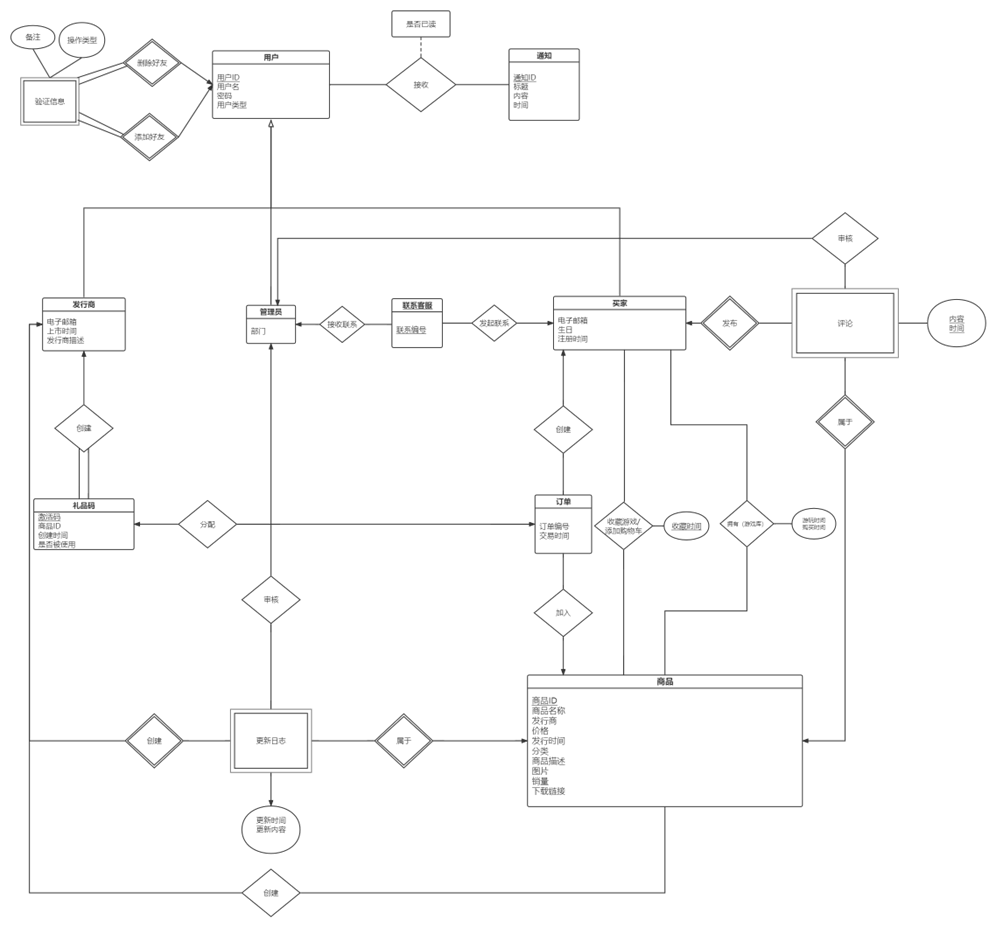 是否已读
备注
操作类型
删除好友
用户
用户ID
用户名
密码
用户类型
接收
通知
通知ID
标题
内容
时间
验证信息
添加好友
审核
发行商
电子邮箱
上市时间
发行商描述
管理员
部门
接收联系
联系客服
联系编号
发起联系
买家
电子邮箱
生日
注册时间
发布
评论
内容
时间
创建
创建
属于
礼品码
激活码
商品ID
创建时间
是否被使用
分配
订单
订单编号
交易时间
收藏游戏/
添加购物车
收藏时间
拥有（游戏库）
游玩时间
购买时间
审核
加入
商品
商品ID
商品名称
发行商
价格
发行时间
分类
商品描述
图片
销量
下载链接
创建
更新日志
属于
更新时间
更新内容
创建